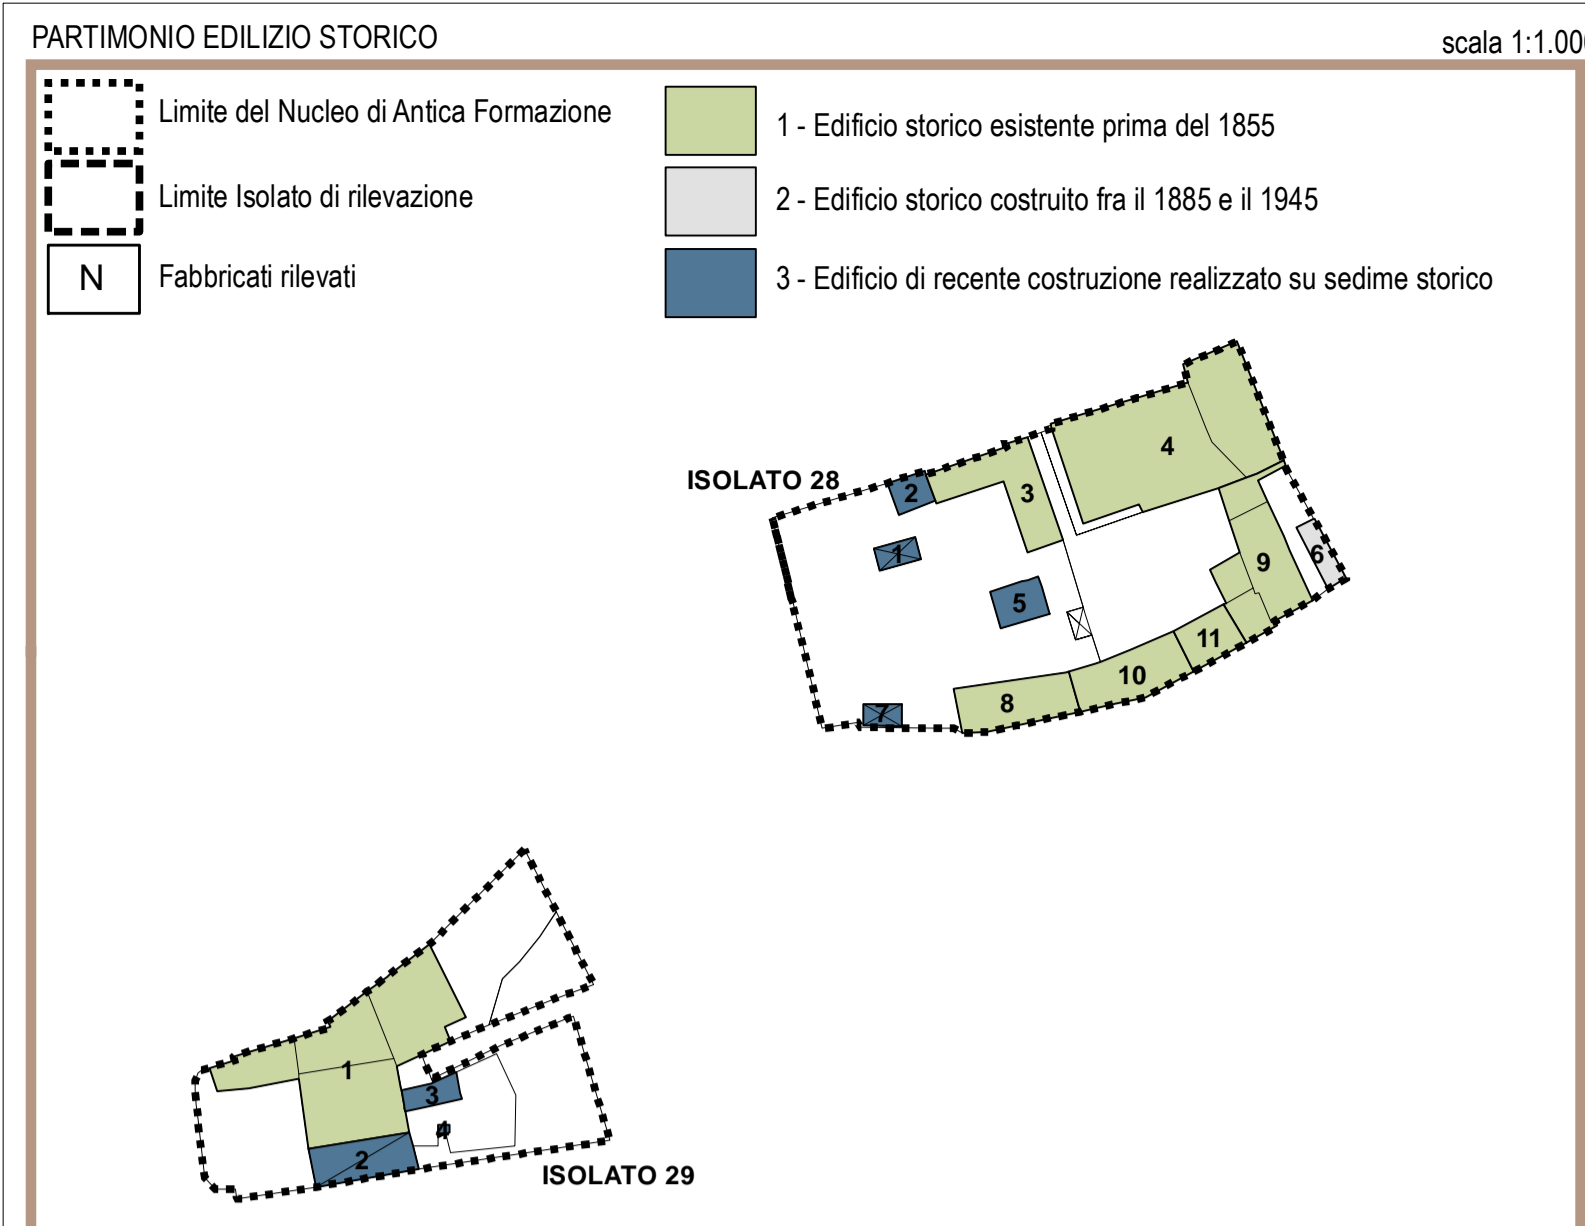 PARTIMONIO EDILIZIO STORICO
scala 1:1.000
Limite del Nucleo di Antica Formazione
Limite Isolato di rilevazione
N Fabbricati rilevati
1 - Edificio storico esistente prima del 1855
2 - Edificio storico costruito fra il 1885 e il 1945
3 - Edificio di recente costruzione realizzato su sedime storico
ISOLATO 28
4
2
3
1
9
6
5
11
10
8
7
1
3
4
2
ISOLATO 29